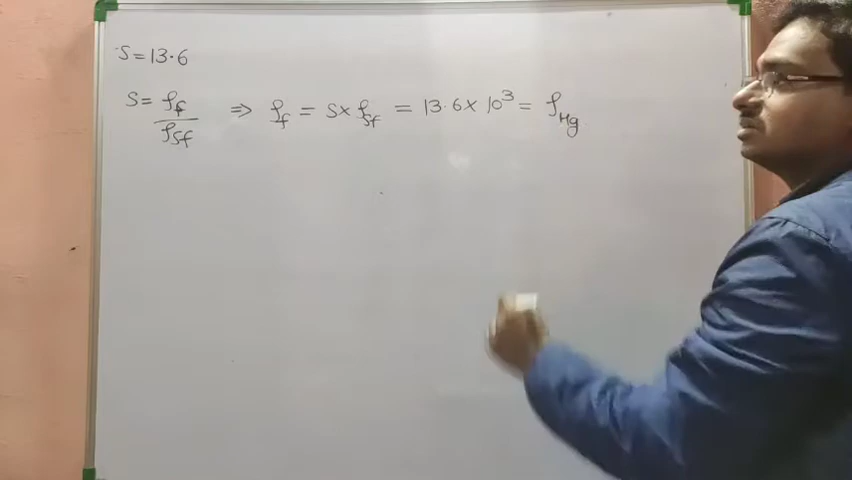 S = 13.6
S = ρf / ρsf ⇒ ρf = S × ρsf = 13.6 × 10³ = ρHg